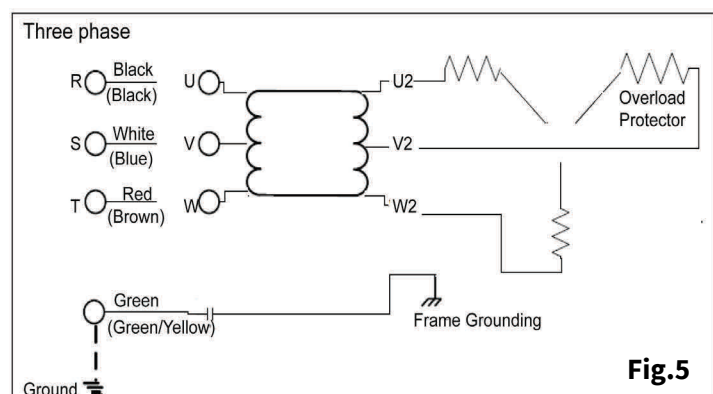 Three phase
R Black U U2
(Black)
Overload
Protector
S White V V2
(Blue)
T Red W W2
(Brown)
Green
(Green/Yellow)
Frame Grounding
Ground
Fig.5